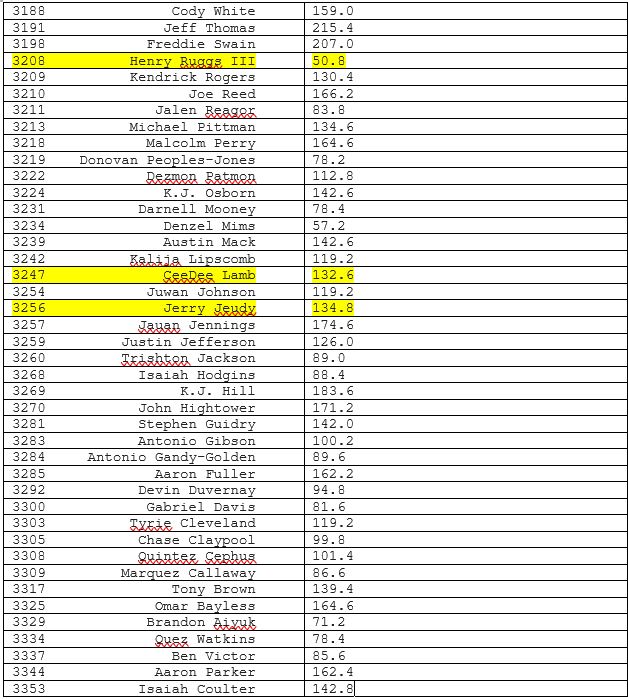 3188 Cody White 159.0
3191 Jeff Thomas 215.4
3198 Freddie Swain 207.0
3208 Henry Ruggs III 50.8
3209 Kendrick Rogers 130.4
3210 Joe Reed 166.2
3211 Jalen Reagor 83.8
3213 Michael Pittman 134.6
3218 Malcolm Perry 164.6
3219 Donovan Peoples-Jones 78.2
3222 Dezmon Patmon 112.8
3224 K.J. Osborn 142.6
3231 Darnell Mooney 78.4
3234 Denzel Mims 57.2
3239 Austin Mack 142.6
3242 Kalija Lipscomb 119.2
3247 CeeDee Lamb 132.6
3254 Juwan Johnson 119.2
3256 Jerry Jeudy 134.8
3257 Jauan Jennings 174.6
3259 Justin Jefferson 126.0
3260 Trishton Jackson 89.0
3268 Isaiah Hodgins 88.4
3269 K.J. Hill 183.6
3270 John Hightower 171.2
3281 Stephen Guidry 142.0
3283 Antonio Gibson 100.2
3284 Antonio Gandy-Golden 89.6
3285 Aaron Fuller 162.2
3292 Devin Duvernay 94.8
3300 Gabriel Davis 81.6
3303 Tyrie Cleveland 119.2
3305 Chase Claypool 99.8
3308 Quintez Cephus 101.4
3309 Marquez Callaway 86.6
3317 Tony Brown 139.4
3325 Omar Bayless 164.6
3329 Brandon Aiyuk 71.2
3334 Quez Watkins 78.4
3337 Ben Victor 85.6
3344 Aaron Parker 162.4
3353 Isaiah Coulter 142.8